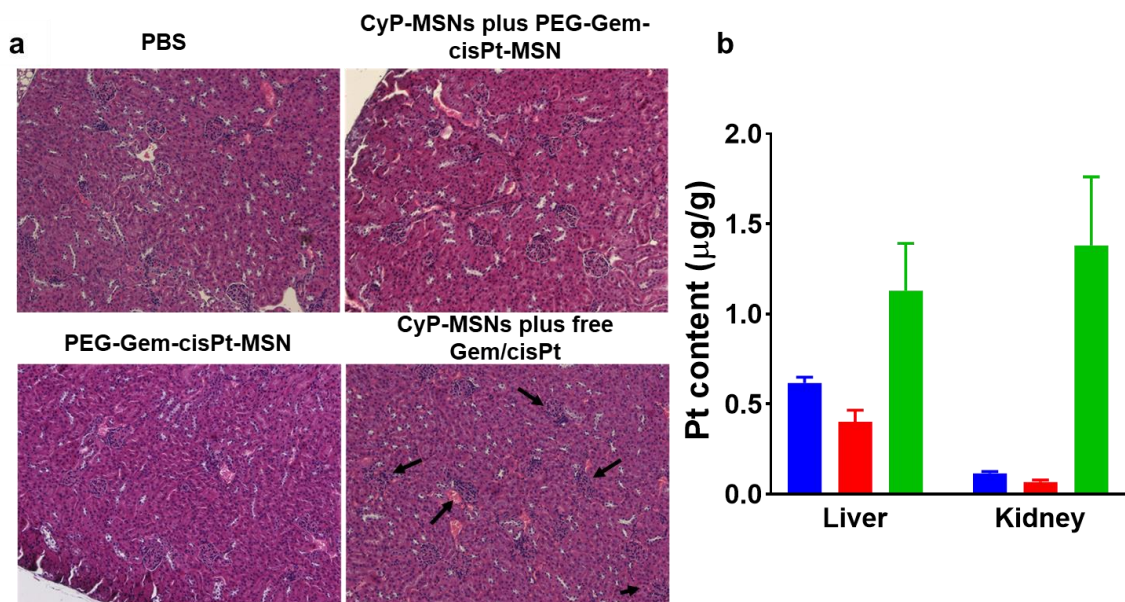 a
PBS
CyP-MSNs plus PEG-Gem-
cisPt-MSN
PEG-Gem-cisPt-MSN
CyP-MSNs plus free
Gem/cisPt
b
Pt content (μg/g)
2.0
1.5
1.0
0.5
0.0
Liver
Kidney